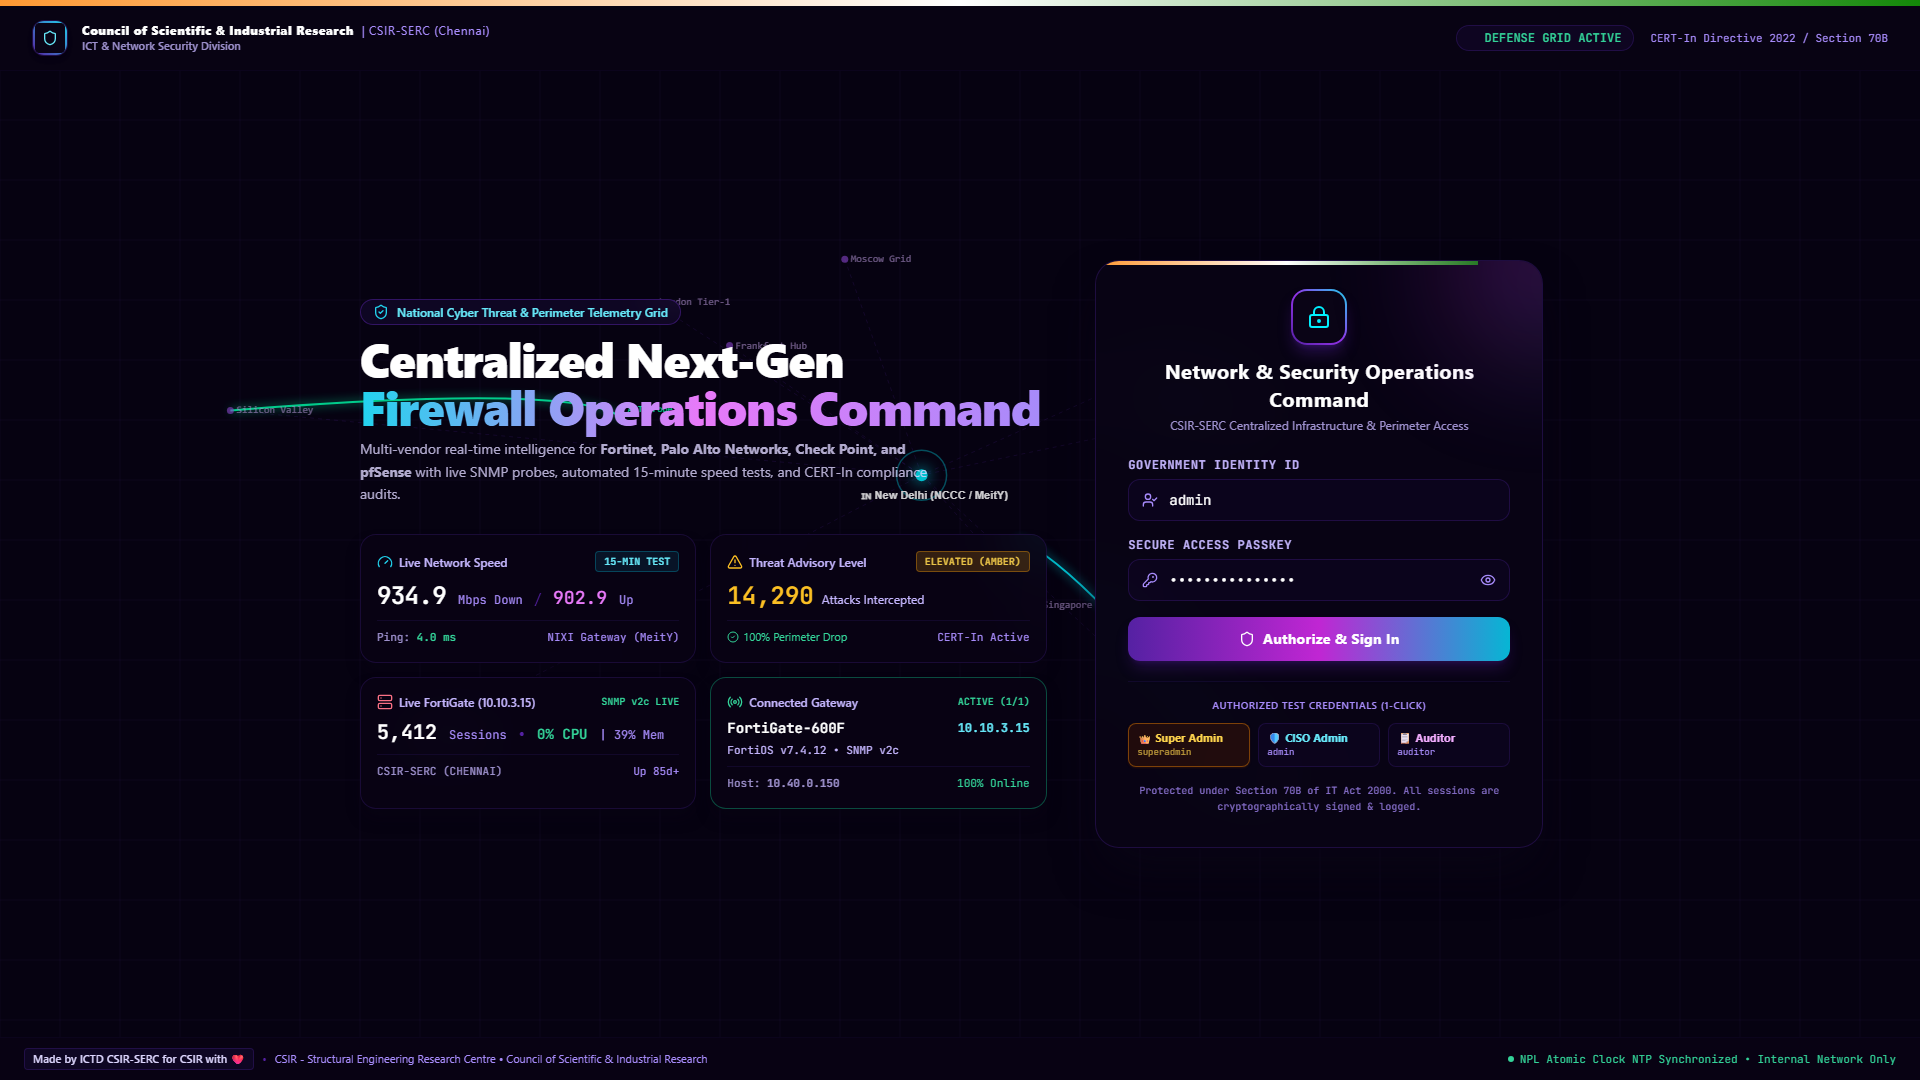 Council of Scientific & Industrial Research | CSIR-SERC (Chennai)
ICT & Network Security Division
DEFENSE GRID ACTIVE
CERT-In Directive 2022 / Section 70B
Moscow Grid
don Tier-1
National Cyber Threat & Perimeter Telemetry Grid
Hub
Centralized Next-Gen
Silicon Valley
Firewall Operations Command
Multi-vendor real-time intelligence for Fortinet, Palo Alto Networks, Check Point, and
pfSense with live SNMP probes, automated 15-minute speed tests, and CERT-In compliance
audits.
IN New Delhi (NCCC / MeitY)
Live Network Speed
15-MIN TEST
934.9 Mbps Down / 902.9 Up
Ping: 4.0 ms
NIXI Gateway (MeitY)
Threat Advisory Level
ELEVATED (AMBER)
14,290 Attacks Intercepted
100% Perimeter Drop
CERT-In Active
Singapore
Live FortiGate (10.10.3.15)
SNMP v2c LIVE
5,412 Sessions • 0% CPU | 39% Mem
CSIR-SERC (CHENNAI)
Up 85d+
Connected Gateway
ACTIVE (1/1)
FortiGate-600F
10.10.3.15
FortiOS v7.4.12 • SNMP v2c
Host: 10.40.0.150
100% Online
Network & Security Operations
Command
CSIR-SERC Centralized Infrastructure & Perimeter Access
GOVERNMENT IDENTITY ID
admin
SECURE ACCESS PASSKEY
•••••••••••••••
Authorize & Sign In
AUTHORIZED TEST CREDENTIALS (1-CLICK)
👑 Super Admin
superadmin
🛡️ CISO Admin
admin
📋 Auditor
auditor
Protected under Section 70B of IT Act 2000. All sessions are
cryptographically signed & logged.
Made by ICTD CSIR-SERC for CSIR with ❤️ • CSIR - Structural Engineering Research Centre • Council of Scientific & Industrial Research
NPL Atomic Clock NTP Synchronized • Internal Network Only